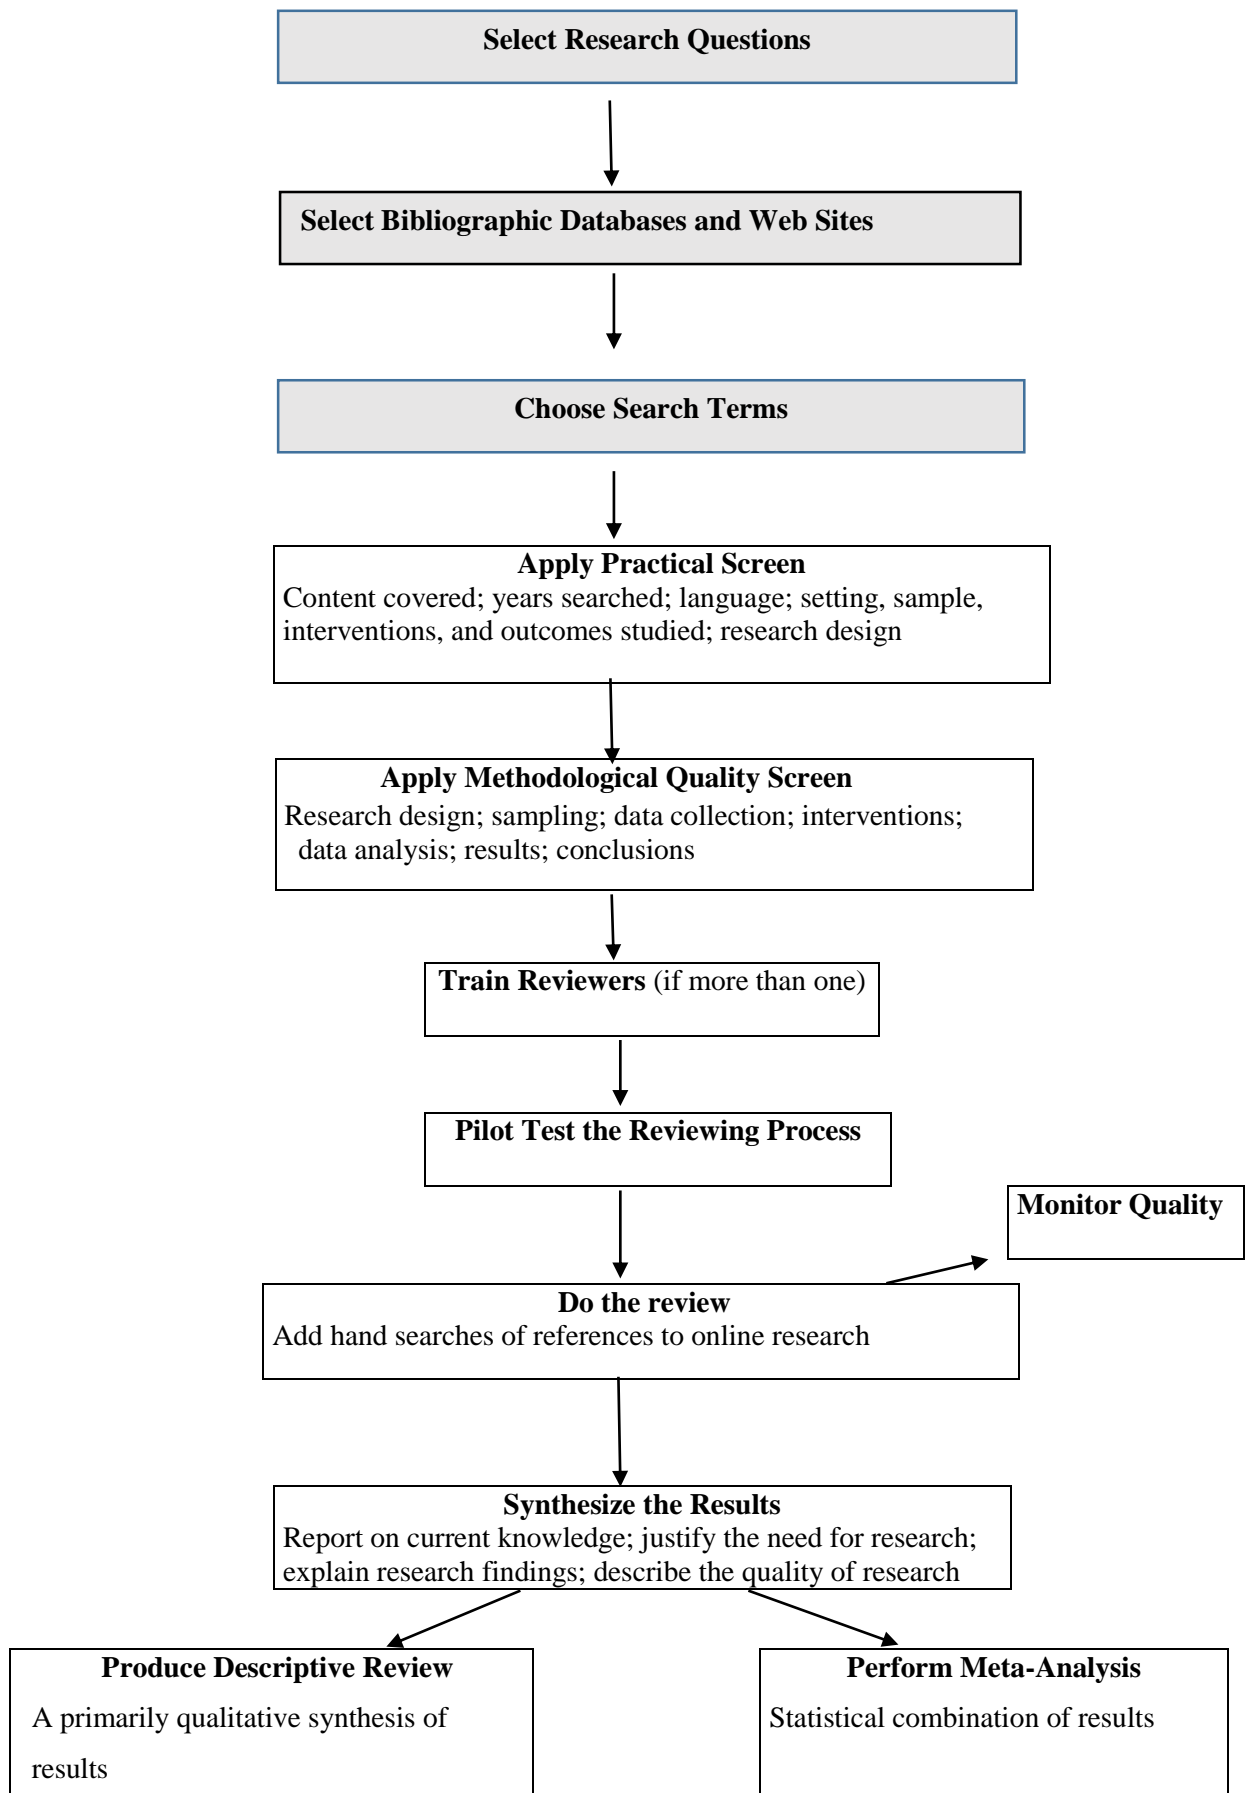 Select Research Questions
Select Bibliographic Databases and Web Sites
Choose Search Terms
Apply Practical Screen
Content covered; years searched; language; setting, sample,
interventions, and outcomes studied; research design
Apply Methodological Quality Screen
Research design; sampling; data collection; interventions;
data analysis; results; conclusions
Train Reviewers (if more than one)
Pilot Test the Reviewing Process
Monitor Quality
Do the review
Add hand searches of references to online research
Synthesize the Results
Report on current knowledge; justify the need for research;
explain research findings; describe the quality of research
Produce Descriptive Review
A primarily qualitative synthesis of
results
Perform Meta-Analysis
Statistical combination of results